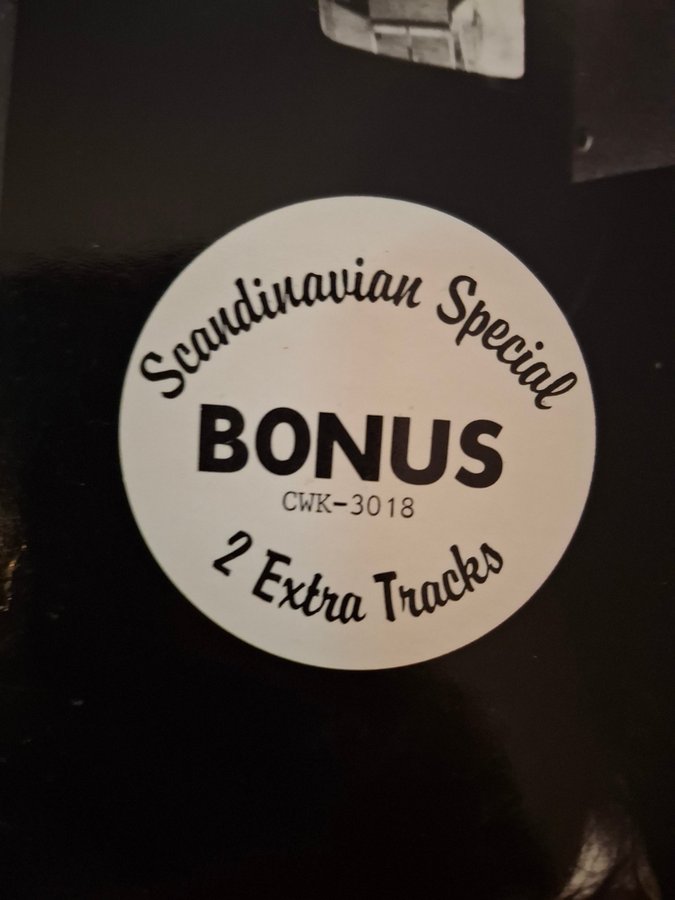 Scandinavian Special
BONUS
CWK-3018
2 Extra Tracks